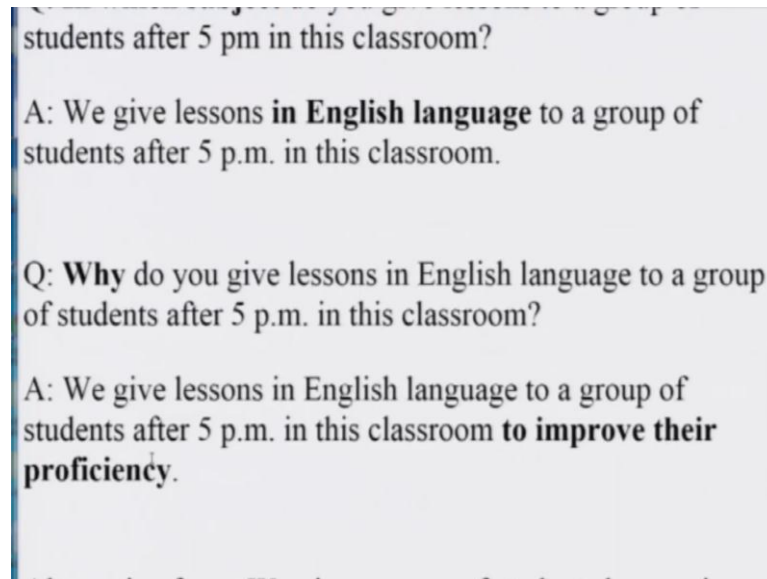 students after 5 pm in this classroom?
A: We give lessons in English language to a group of
students after 5 p.m. in this classroom.
Q: Why do you give lessons in English language to a group
of students after 5 p.m. in this classroom?
A: We give lessons in English language to a group of
students after 5 p.m. in this classroom to improve their
proficiency.